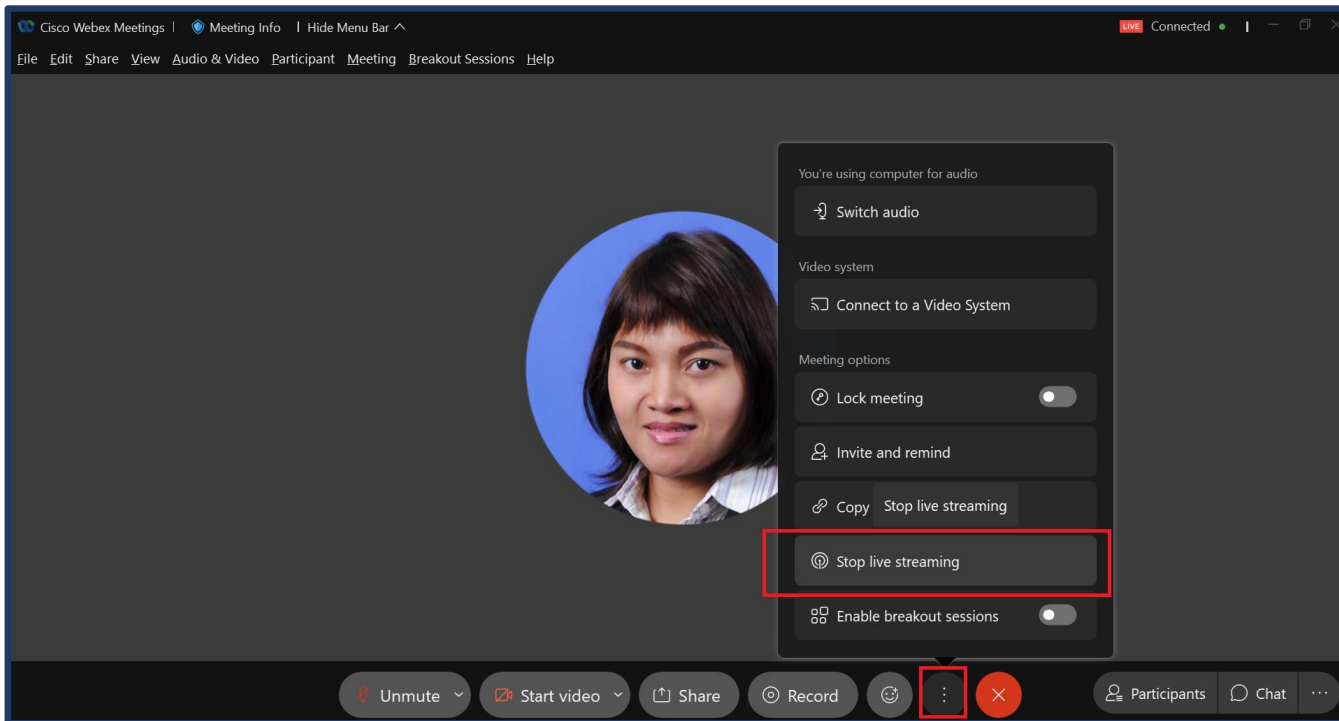 Cisco Webex Meetings | Meeting Info | Hide Menu Bar LIVE Connected
File Edit Share View Audio & Video Participant Meeting Breakout Sessions Help
You're using computer for audio
Switch audio
Video system
Connect to a Video System
Meeting options
Lock meeting
Invite and remind
Copy Stop live streaming
Stop live streaming
Enable breakout sessions
Unmute Start video Share Record Participants Chat